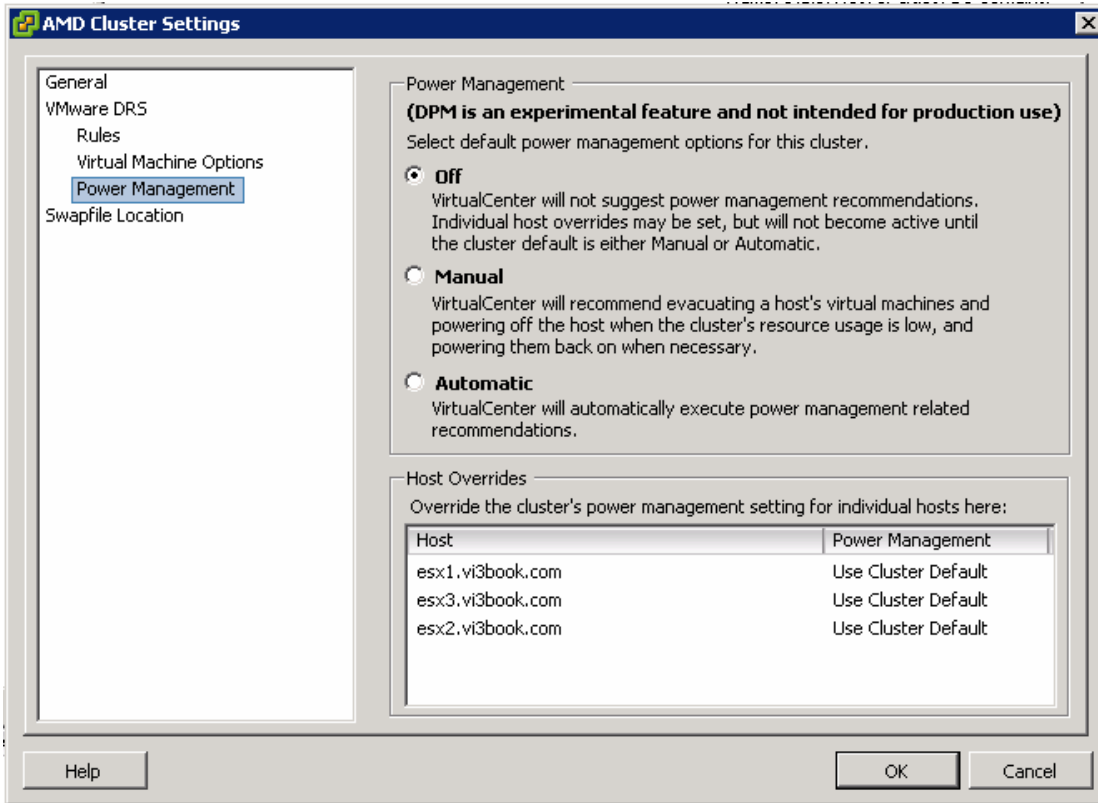 AMD Cluster Settings
General
VMware DRS
Rules
Virtual Machine Options
Power Management
Swapfile Location
Power Management
(DPM is an experimental feature and not intended for production use)
Select default power management options for this cluster.
Off
VirtualCenter will not suggest power management recommendations.
Individual host overrides may be set, but will not become active until
the cluster default is either Manual or Automatic.
Manual
VirtualCenter will recommend evacuating a host's virtual machines and
powering off the host when the cluster's resource usage is low, and
powering them back on when necessary.
Automatic
VirtualCenter will automatically execute power management related
recommendations.
Host Overrides
Override the cluster's power management setting for individual hosts here:
Host Power Management
esx1.vi3book.com Use Cluster Default
esx3.vi3book.com Use Cluster Default
esx2.vi3book.com Use Cluster Default
Help OK Cancel